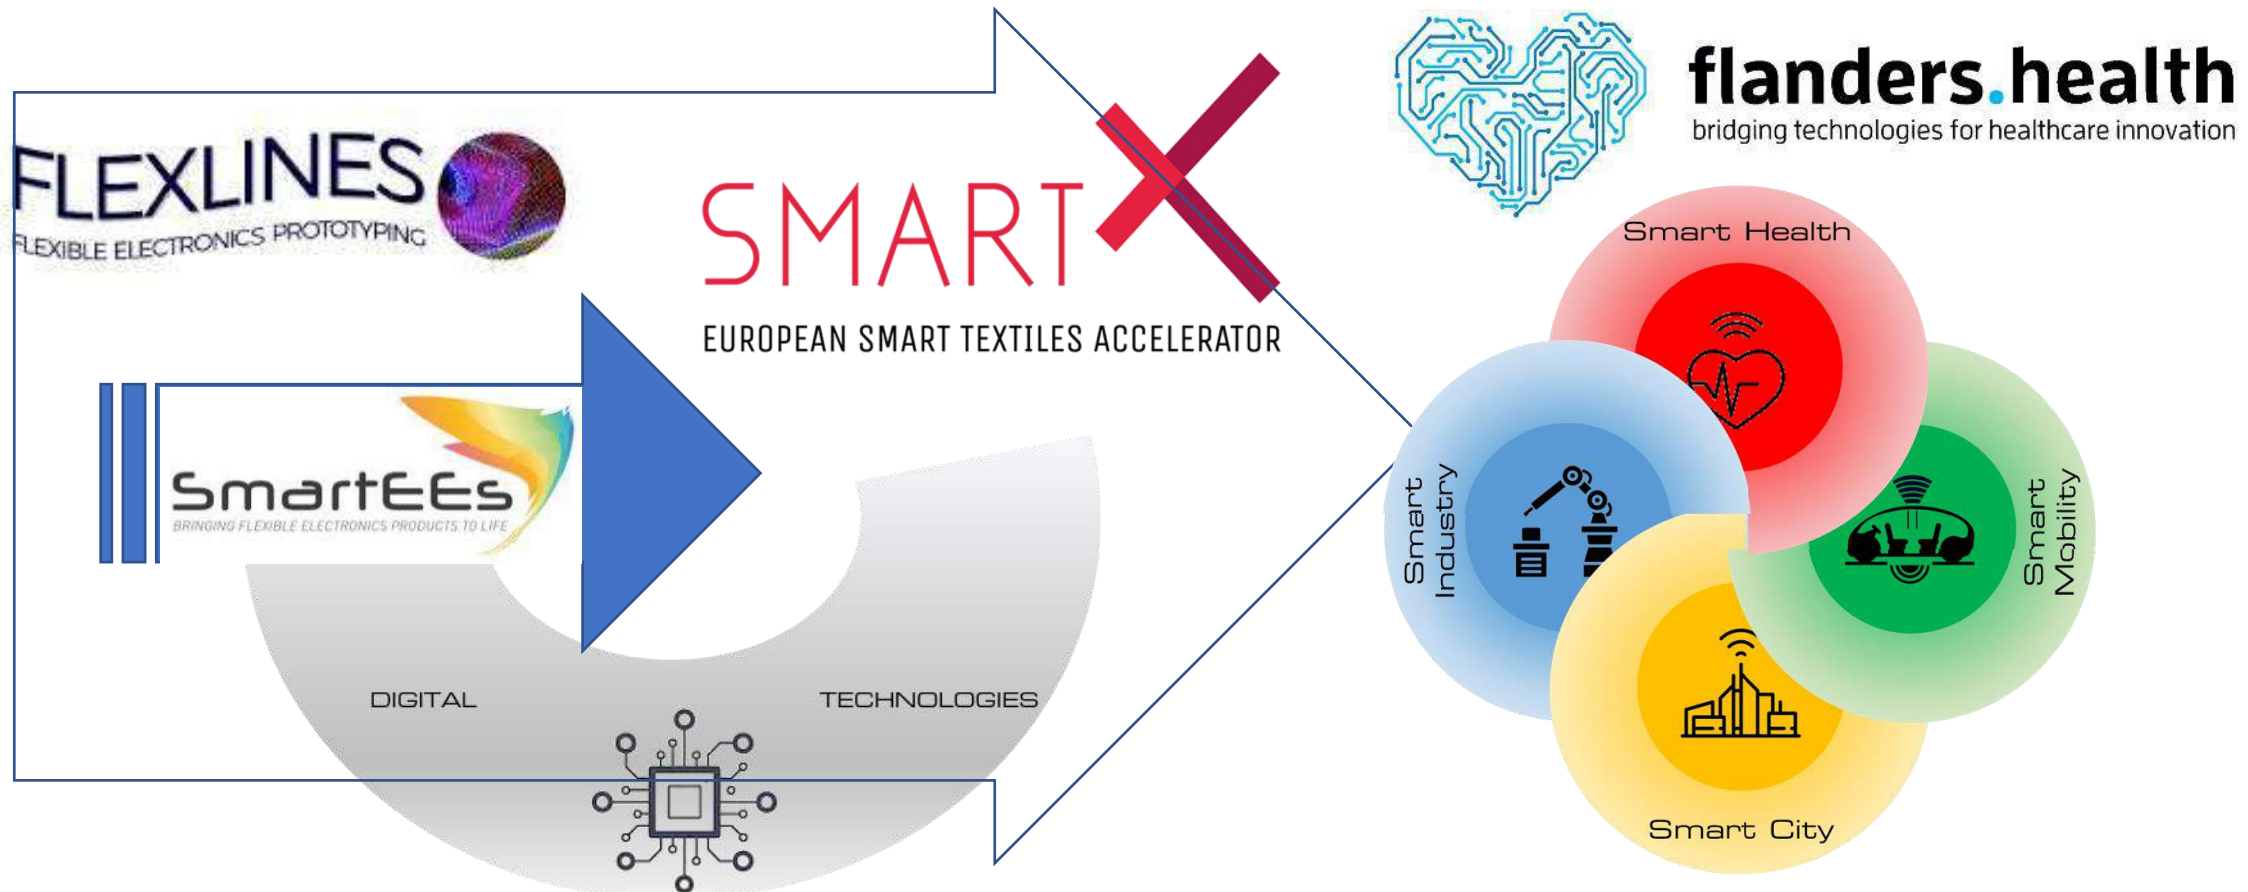 FLEXLINES
FLEXIBLE ELECTRONICS PROTOTYPING
SMARTX
EUROPEAN SMART TEXTILES ACCELERATOR
flanders.health
bridging technologies for healthcare innovation
SmartEEs
BRINGING FLEXIBLE ELECTRONICS PRODUCTS TO LIFE
DIGITAL TECHNOLOGIES
Smart Health
Smart
Industry
Smart
Mobility
Smart City